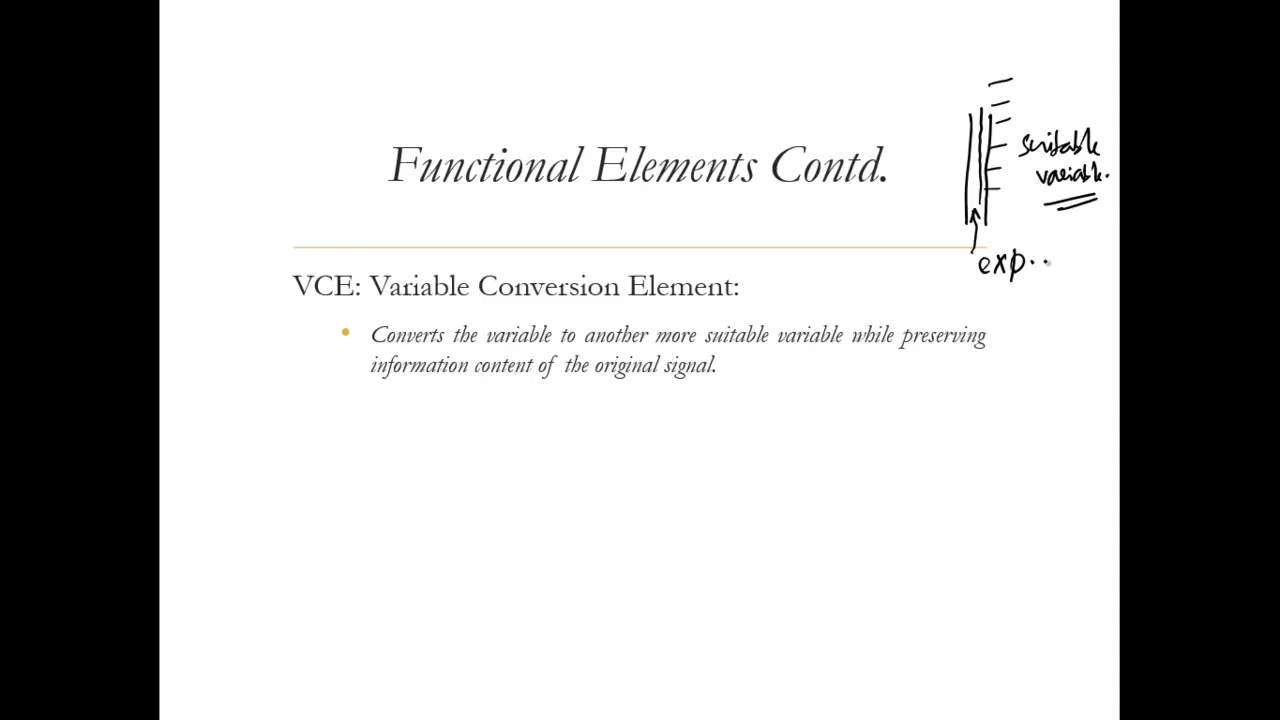 Functional Elements Contd.
suitable
variable.
exp..
VCE: Variable Conversion Element:
Converts the variable to another more suitable variable while preserving
information content of the original signal.